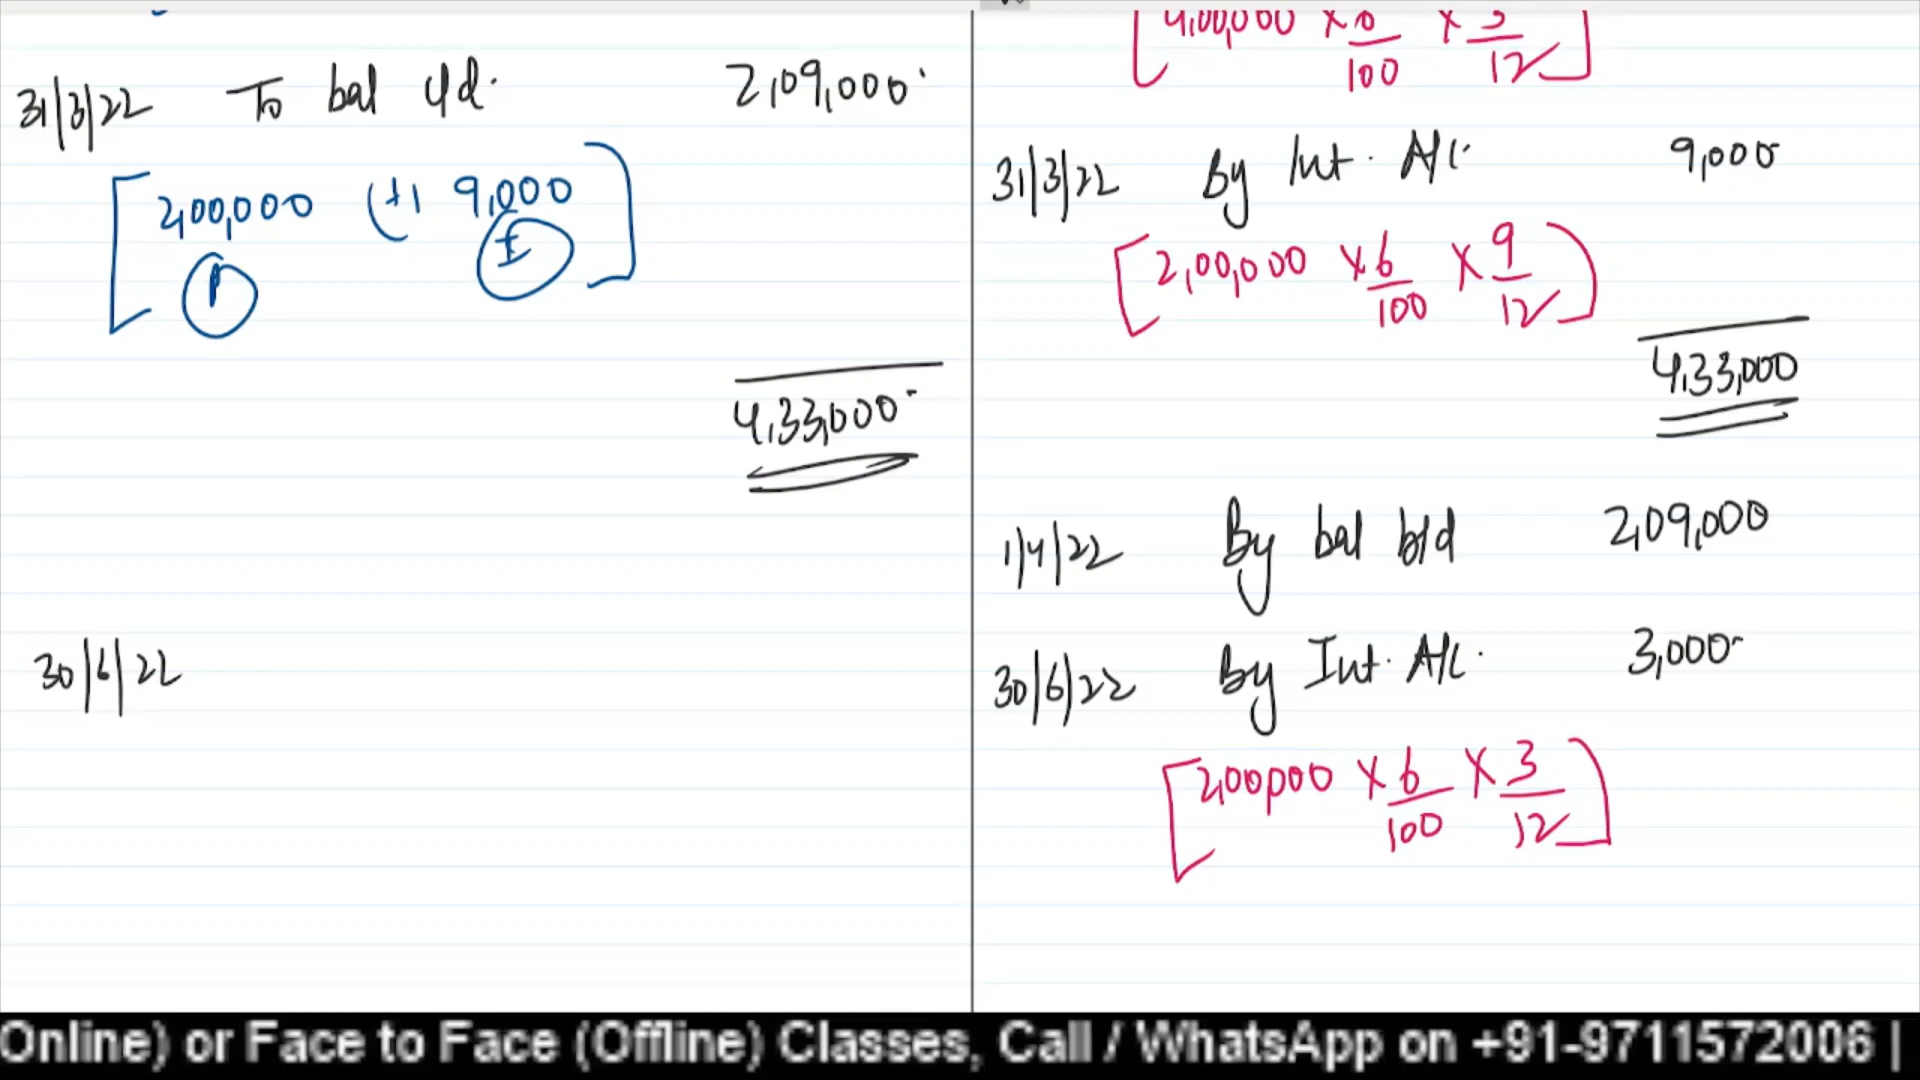 31/3/22 To bal c/d. 2,09,000
[2,00,000 (+) 9,000]
P I
4,33,000
30/6/22
[4,00,000 × 6/100 × 3/12]
31/3/22 By Int. A/c. 9,000
[2,00,000 × 6/100 × 9/12]
4,33,000
1/4/22 By bal b/d 2,09,000
30/6/22 By Int. A/c. 3,000
[2,00,000 × 6/100 × 3/12]
Online) or Face to Face (Offline) Classes, Call / WhatsApp on +91-9711572006 |